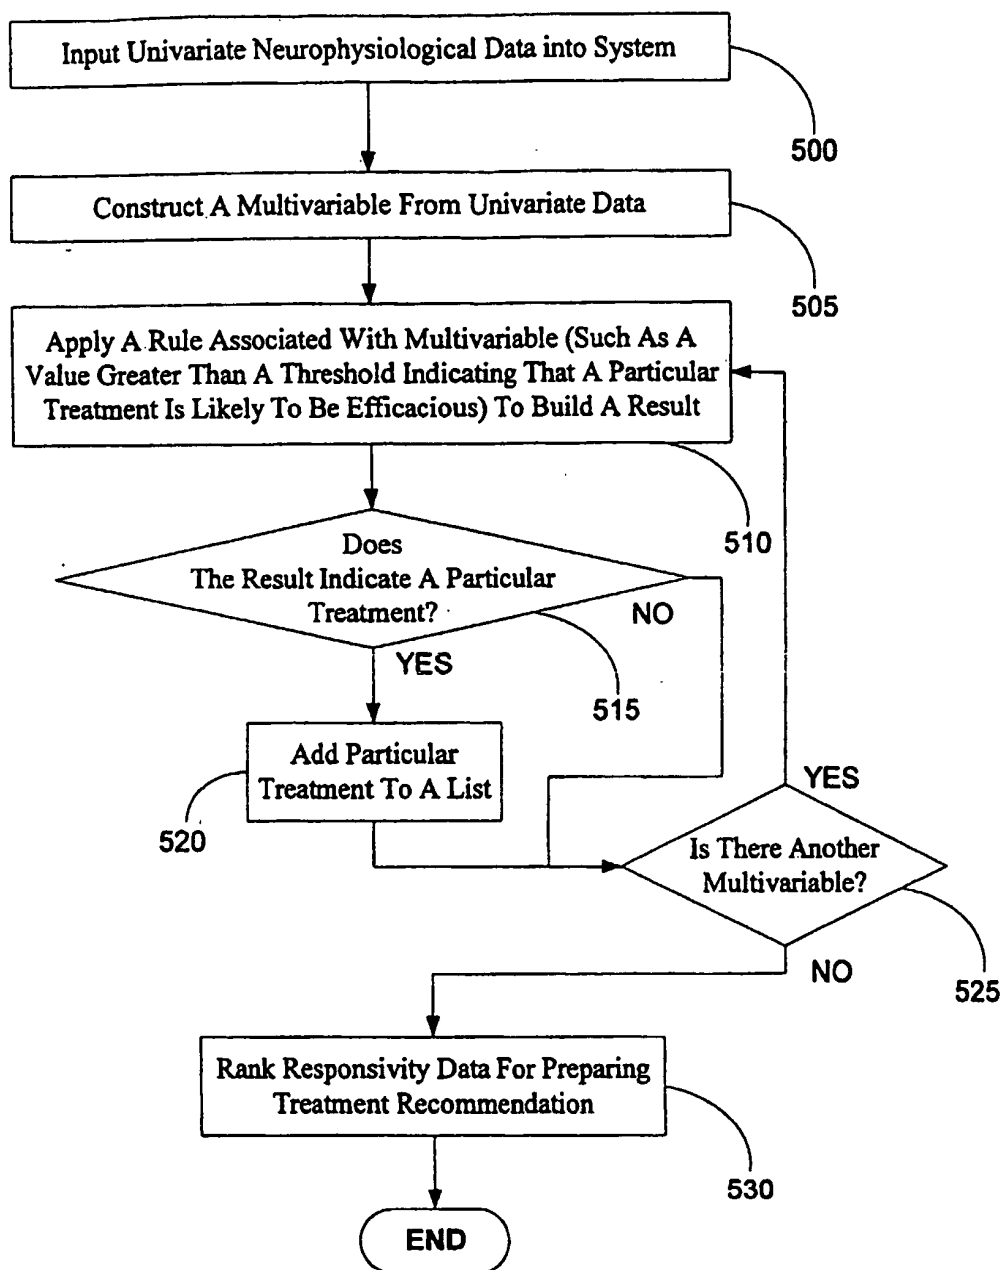 Input Univariate Neurophysiological Data into System
500
Construct A Multivariable From Univariate Data
505
Apply A Rule Associated With Multivariable (Such As A
Value Greater Than A Threshold Indicating That A Particular
Treatment Is Likely To Be Efficacious) To Build A Result
510
Does
The Result Indicate A Particular
Treatment?
NO
YES
515
Add Particular
Treatment To A List
520
YES
Is There Another
Multivariable?
NO
525
Rank Responsivity Data For Preparing
Treatment Recommendation
530
END